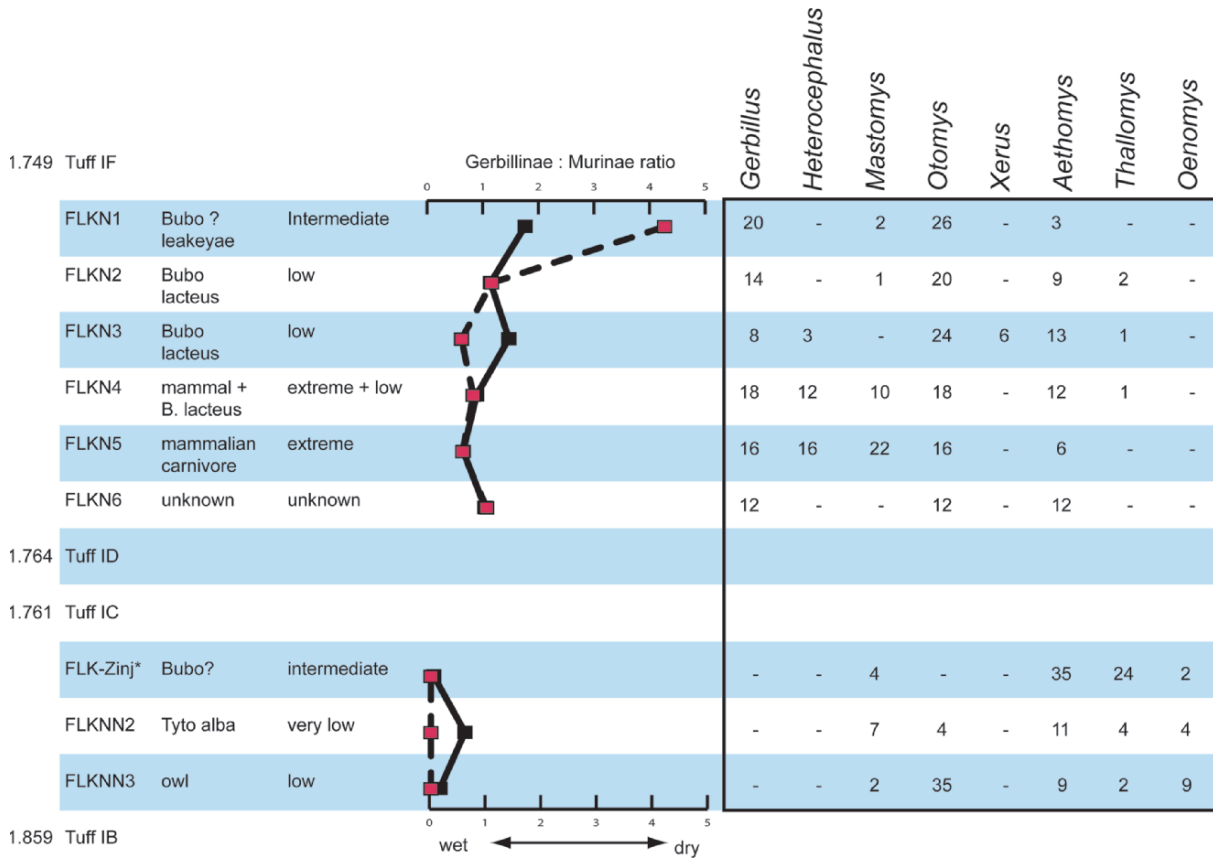 Gerbillus Heterocephalus Mastomys Otomys Xerus Aethomys Thallomys Oenomys
1.749 Tuff IF Gerbillinae : Murinae ratio
0 1 2 3 4 5
FLKN1 Bubo ? Intermediate 20 - 2 26 - 3 - -
leakeyae
FLKN2 Bubo low 14 - 1 20 - 9 2 -
lacteus
FLKN3 Bubo low 8 3 - 24 6 13 1 -
lacteus
FLKN4 mammal + extreme + low 18 12 10 18 - 12 1 -
B. lacteus
FLKN5 mammalian extreme 16 16 22 16 - 6 - -
carnivore
FLKN6 unknown unknown 12 - - 12 - 12 - -
1.764 Tuff ID
1.761 Tuff IC
FLK-Zinj* Bubo? intermediate - - 4 - - 35 24 2
FLKNN2 Tyto alba very low - - 7 4 - 11 4 4
FLKNN3 owl low - - 2 35 - 9 2 9
0 1 2 3 4 5
1.859 Tuff IB wet dry